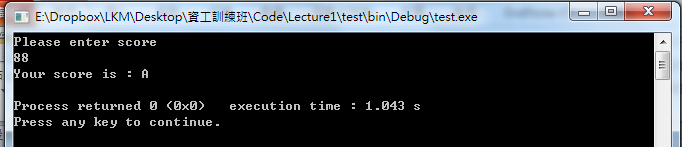 E:\Dropbox\LKM\Desktop\資工訓練班\Code\Lecture1\test\bin\Debug\test.exe
Please enter score
88
Your score is : A
Process returned 0 (0x0)   execution time : 1.043 s
Press any key to continue.